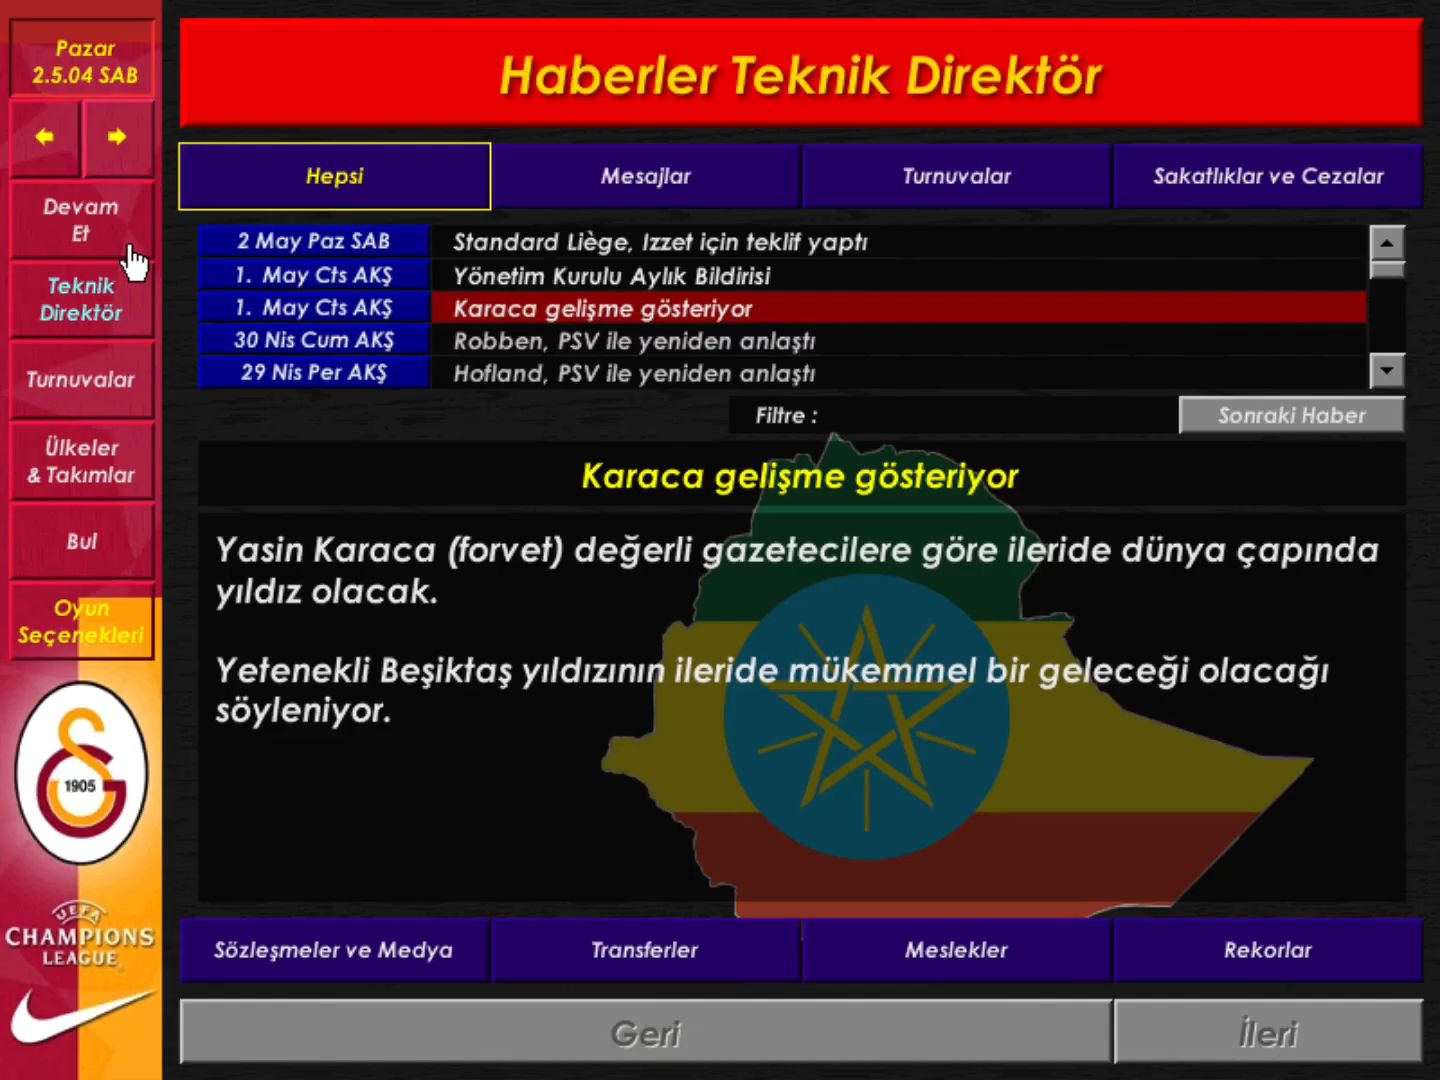 Pazar
2.5.04 SAB
Haberler Teknik Direktör
Devam
Et
Teknik
Direktör
Turnuvalar
Ülkeler
& Takımlar
Bul
Oyun
Seçenekleri
1905
UEFA
CHAMPIONS
LEAGUE
Hepsi
Mesajlar
Turnuvalar
Sakatlıklar ve Cezalar
2 May Paz SAB Standard Liège, Izzet için teklif yaptı
1. May Cts AKŞ Yönetim Kurulu Aylık Bildirisi
1. May Cts AKŞ Karaca gelişme gösteriyor
30 Nis Cum AKŞ Robben, PSV ile yeniden anlaştı
29 Nis Per AKŞ Hofland, PSV ile yeniden anlaştı
Filtre :
Sonraki Haber
Karaca gelişme gösteriyor
Yasin Karaca (forvet) değerli gazetecilere göre ileride dünya çapında
yıldız olacak.
Yetenekli Beşiktaş yıldızının ileride mükemmel bir geleceği olacağı
söyleniyor.
Sözleşmeler ve Medya
Transferler
Meslekler
Rekorlar
Geri
İleri